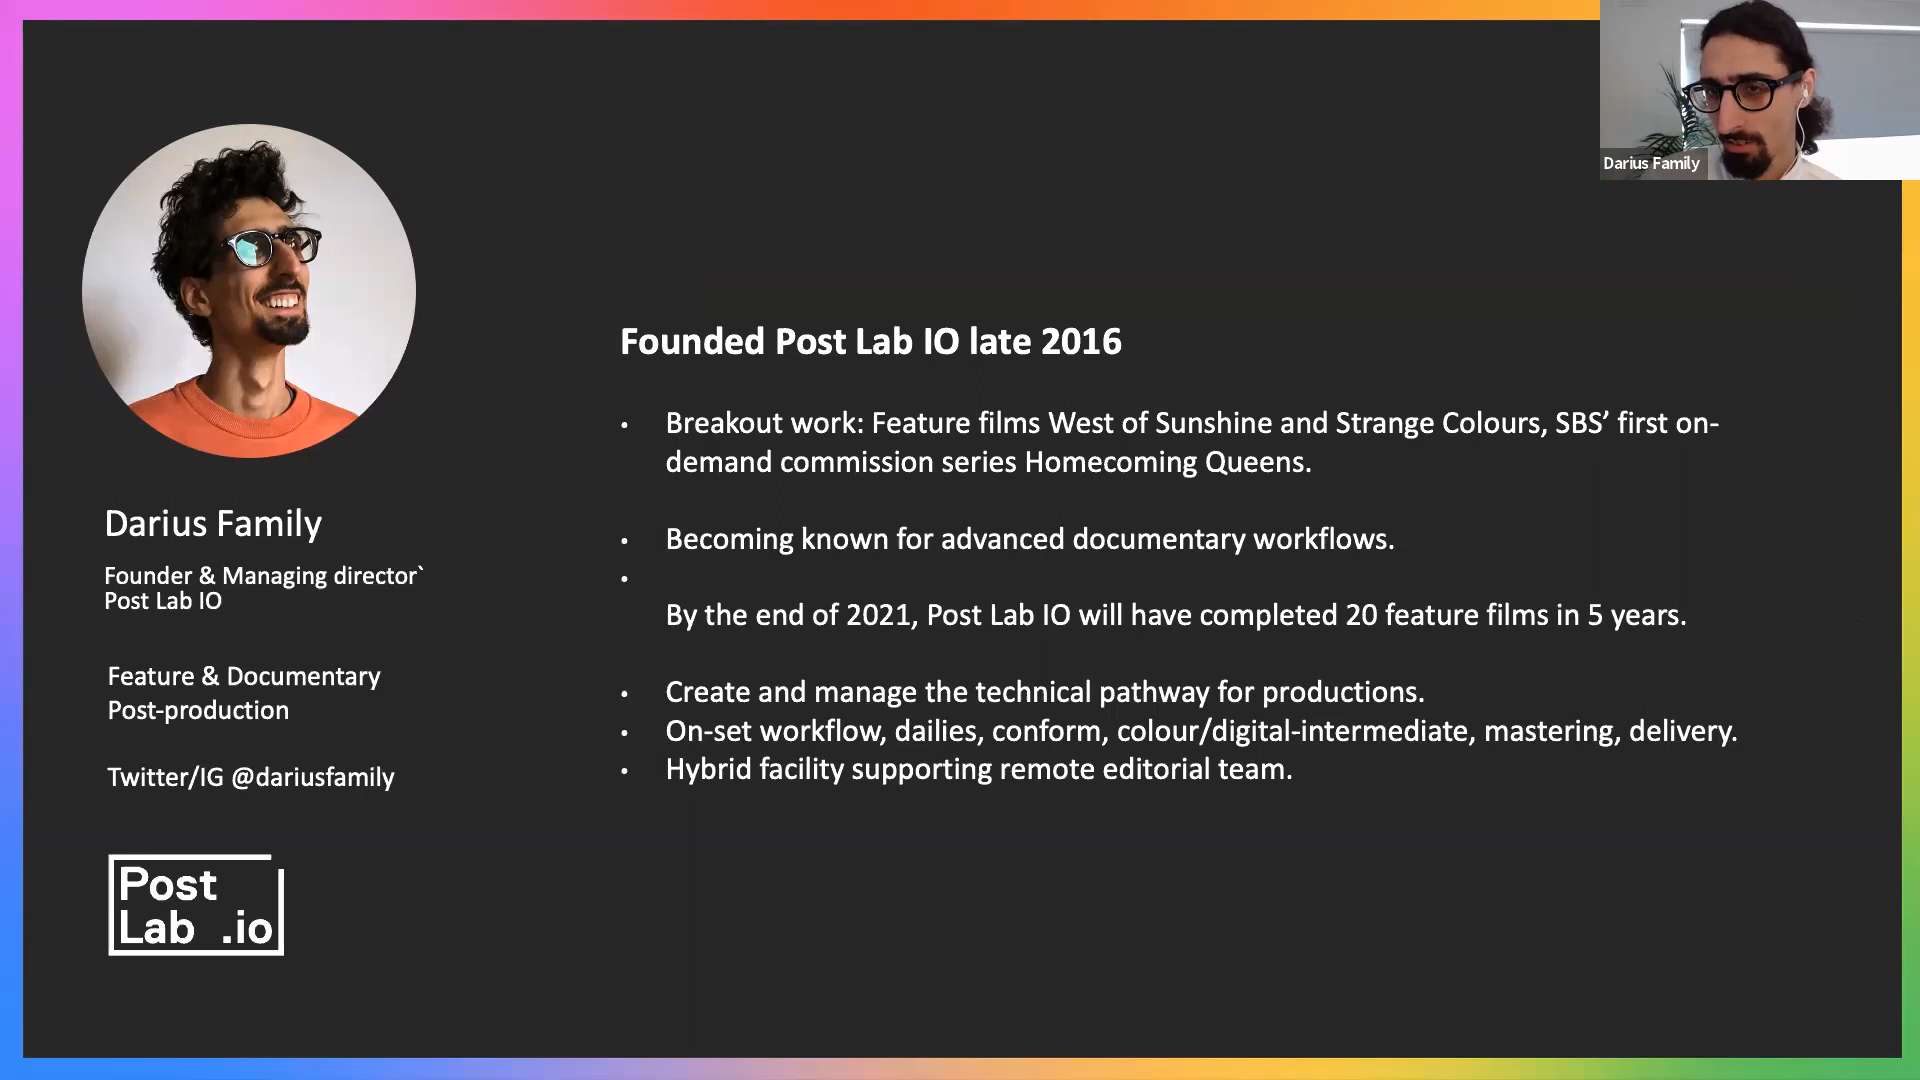 Darius Family
Darius Family
Founder & Managing director`
Post Lab IO
Feature & Documentary
Post-production
Twitter/IG @dariusfamily
Post
Lab .io
Founded Post Lab IO late 2016
• Breakout work: Feature films West of Sunshine and Strange Colours, SBS’ first on-
demand commission series Homecoming Queens.
• Becoming known for advanced documentary workflows.
•
By the end of 2021, Post Lab IO will have completed 20 feature films in 5 years.
• Create and manage the technical pathway for productions.
• On-set workflow, dailies, conform, colour/digital-intermediate, mastering, delivery.
• Hybrid facility supporting remote editorial team.